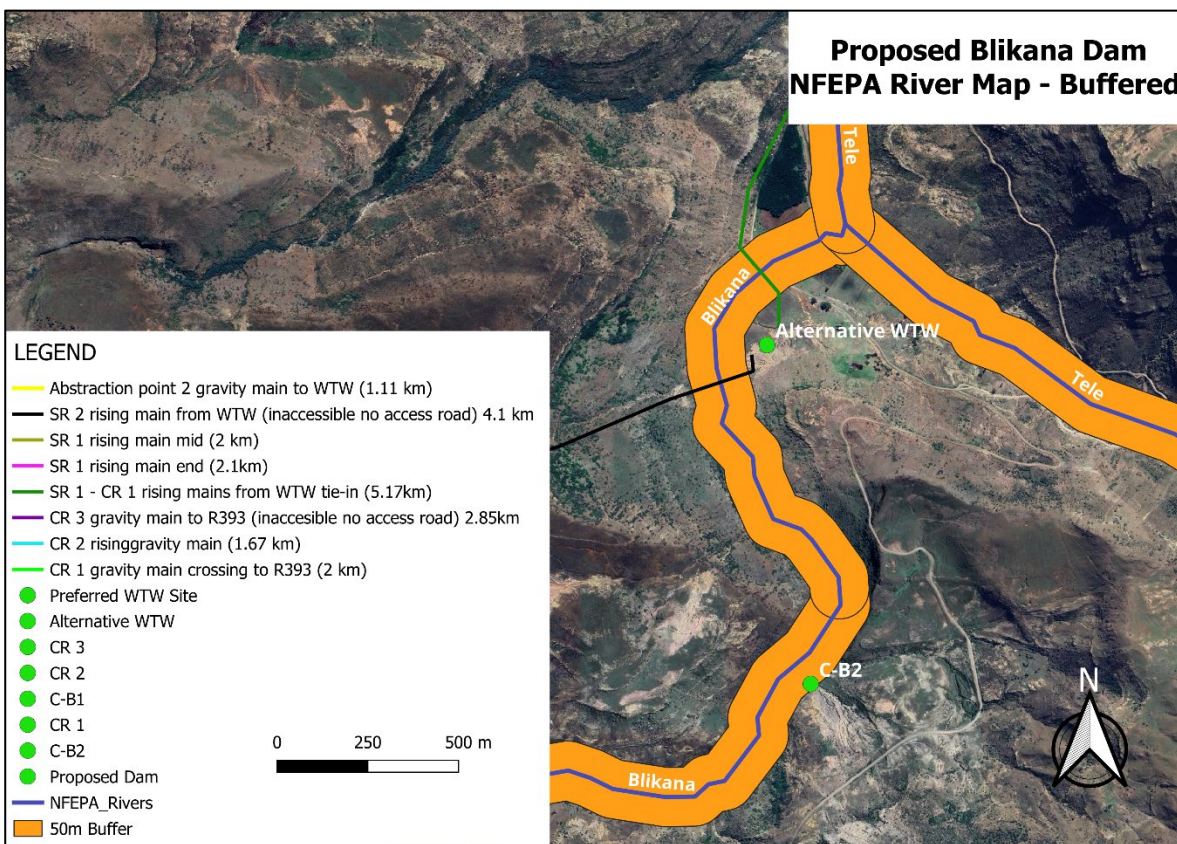 Proposed Blikana Dam
NFEPA River Map - Buffered
Tele
Blikana
Alternative WTW
Tele
C-B2
Blikana
N
LEGEND
Abstraction point 2 gravity main to WTW (1.11 km)
SR 2 rising main from WTW (inaccessible no access road) 4.1 km
SR 1 rising main mid (2 km)
SR 1 rising main end (2.1km)
SR 1 - CR 1 rising mains from WTW tie-in (5.17km)
CR 3 gravity main to R393 (inaccesible no access road) 2.85km
CR 2 risinggravity main (1.67 km)
CR 1 gravity main crossing to R393 (2 km)
Preferred WTW Site
Alternative WTW
CR 3
CR 2
C-B1
CR 1
C-B2
Proposed Dam
NFEPA_Rivers
50m Buffer
0 250 500 m